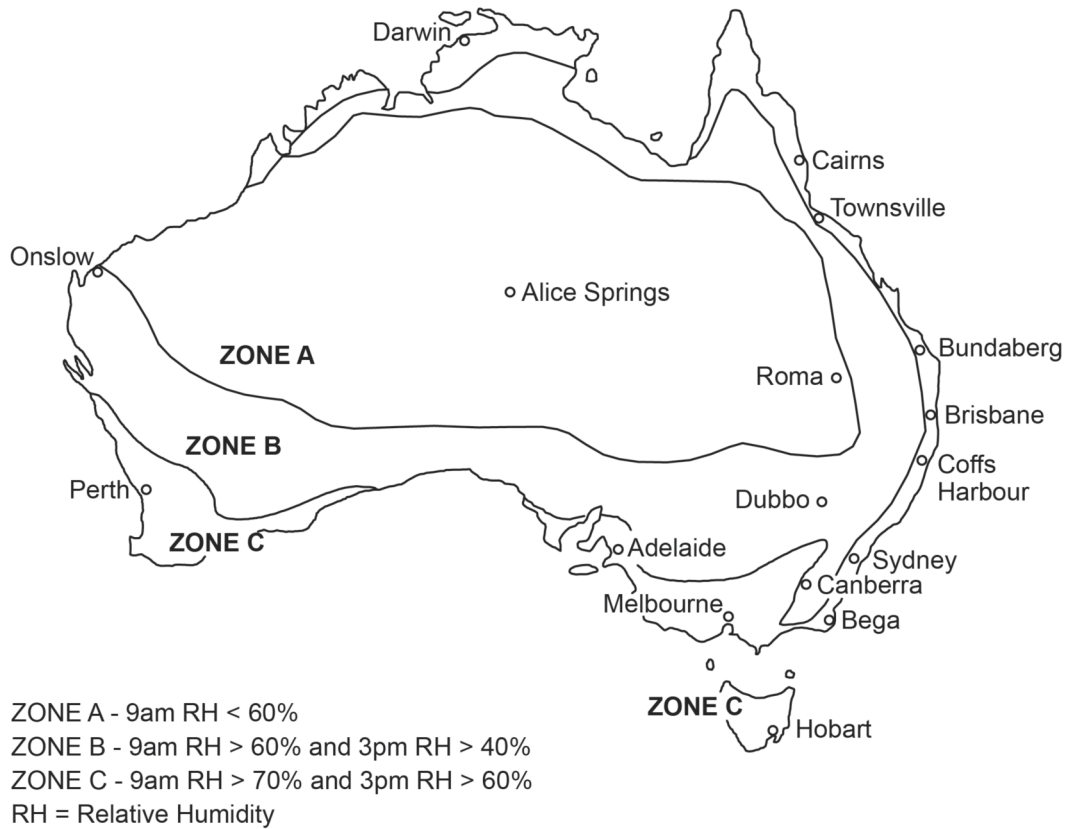 Darwin
Cairns
Townsville
Onslow
Alice Springs
ZONE A
Bundaberg
Roma
Brisbane
ZONE B
Coffs
Harbour
Perth
Dubbo
ZONE C
Adelaide
Sydney
Canberra
Melbourne
Bega
ZONE C
Hobart
ZONE A - 9am RH < 60%
ZONE B - 9am RH > 60% and 3pm RH > 40%
ZONE C - 9am RH > 70% and 3pm RH > 60%
RH = Relative Humidity